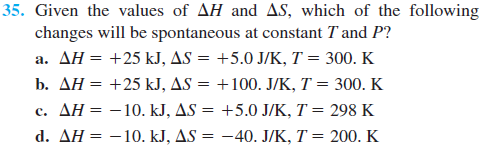 35. Given the values of ΔH and ΔS, which of the following
changes will be spontaneous at constant T and P?
a. ΔH = +25 kJ, ΔS = +5.0 J/K, T = 300. K
b. ΔH = +25 kJ, ΔS = +100. J/K, T = 300. K
c. ΔH = −10. kJ, ΔS = +5.0 J/K, T = 298 K
d. ΔH = −10. kJ, ΔS = −40. J/K, T = 200. K